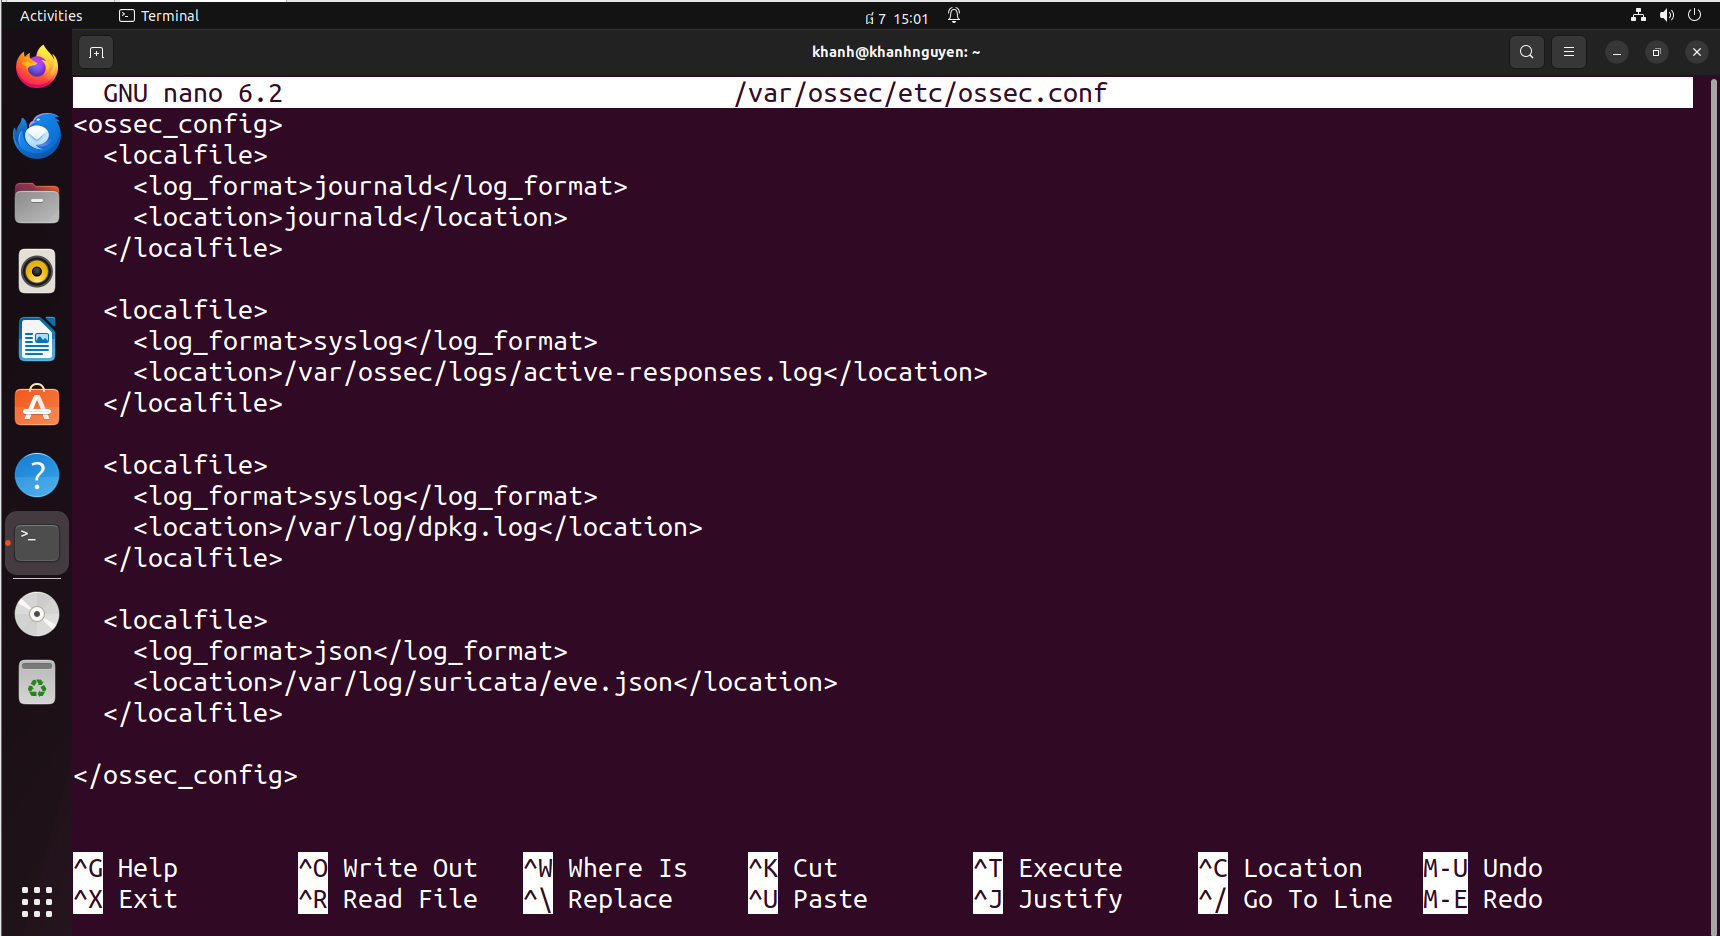 Activities
Terminal
ផ 7 15:01
khanh@khanhnguyen: ~
GNU nano 6.2 /var/ossec/etc/ossec.conf
<ossec_config>
  <localfile>
    <log_format>journald</log_format>
    <location>journald</location>
  </localfile>

  <localfile>
    <log_format>syslog</log_format>
    <location>/var/ossec/logs/active-responses.log</location>
  </localfile>

  <localfile>
    <log_format>syslog</log_format>
    <location>/var/log/dpkg.log</location>
  </localfile>

  <localfile>
    <log_format>json</log_format>
    <location>/var/log/suricata/eve.json</location>
  </localfile>

</ossec_config>

^G Help ^O Write Out ^W Where Is ^K Cut ^T Execute ^C Location M-U Undo
^X Exit ^R Read File ^\ Replace ^U Paste ^J Justify ^/ Go To Line M-E Redo